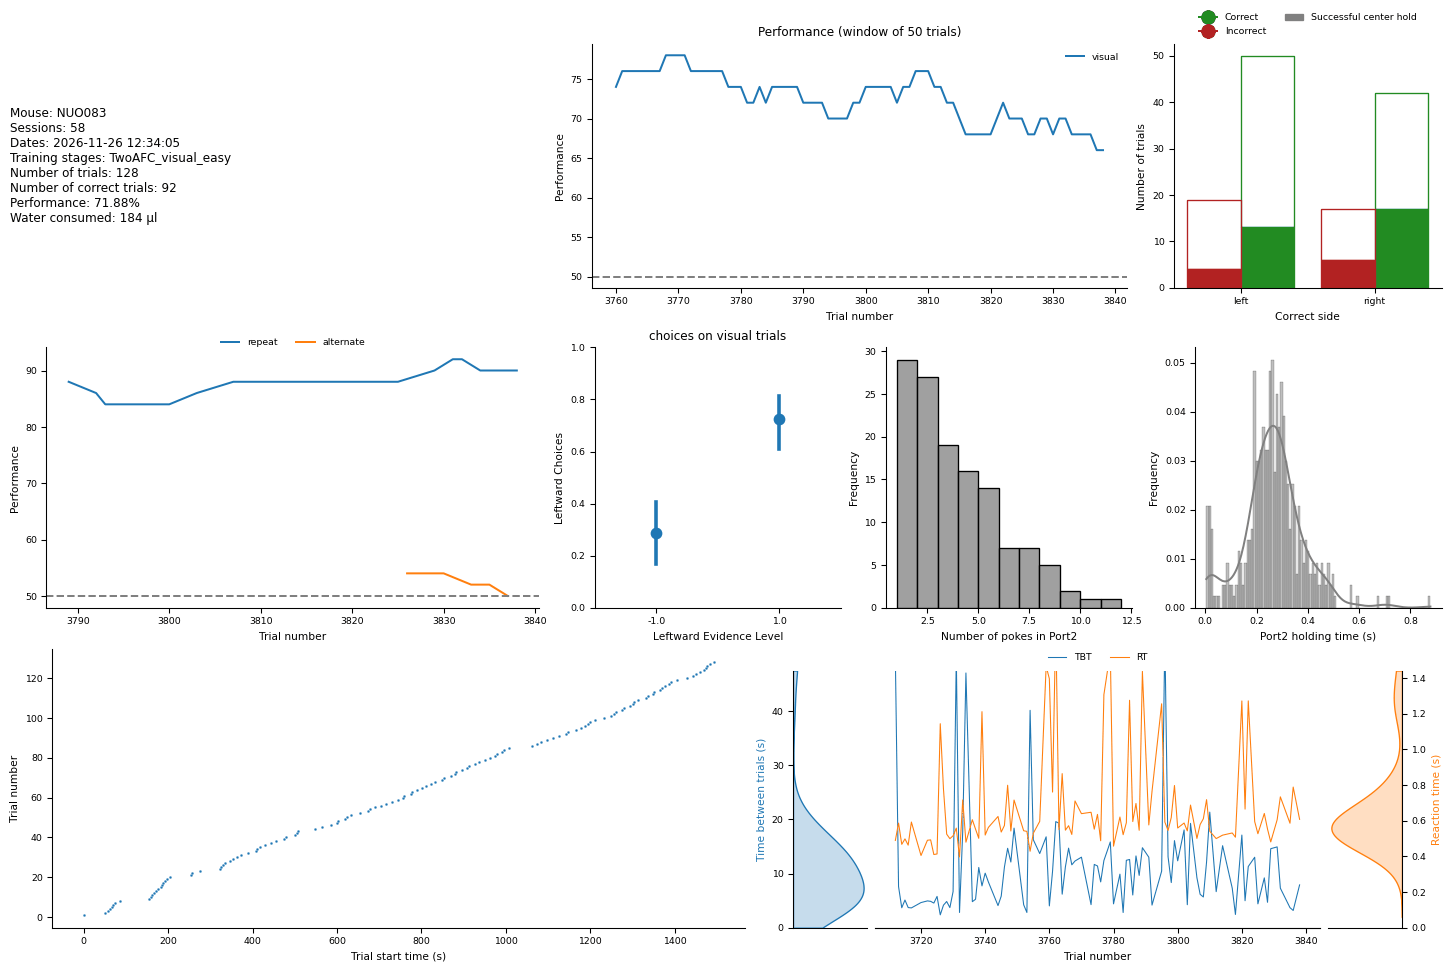 Correct
Successful center hold
Incorrect
Mouse: NUO083
Sessions: 58
Dates: 2026-11-26 12:34:05
Training stages: TwoAFC_visual_easy
Number of trials: 128
Number of correct trials: 92
Performance: 71.88%
Water consumed: 184 µl
Performance (window of 50 trials)
visual
Performance
75
70
65
60
55
50
3760 3770 3780 3790 3800 3810 3820 3830 3840
Trial number
Number of trials
50
40
30
20
10
0
left right
Correct side
repeat alternate
Performance
90
80
70
60
50
3790 3800 3810 3820 3830 3840
Trial number
choices on visual trials
Leftward Choices
1.0
0.8
0.6
0.4
0.2
0.0
-1.0 1.0
Leftward Evidence Level
Frequency
30
25
20
15
10
5
0
2.5 5.0 7.5 10.0 12.5
Number of pokes in Port2
Frequency
0.05
0.04
0.03
0.02
0.01
0.00
0.0 0.2 0.4 0.6 0.8
Port2 holding time (s)
Trial number
120
100
80
60
40
20
0
0 200 400 600 800 1000 1200 1400
Trial start time (s)
TBT RT
Time between trials (s)
40
30
20
10
0
3720 3740 3760 3780 3800 3820 3840
Trial number
1.4
1.2
1.0
0.8
0.6
0.4
0.2
0.0
Reaction time (s)